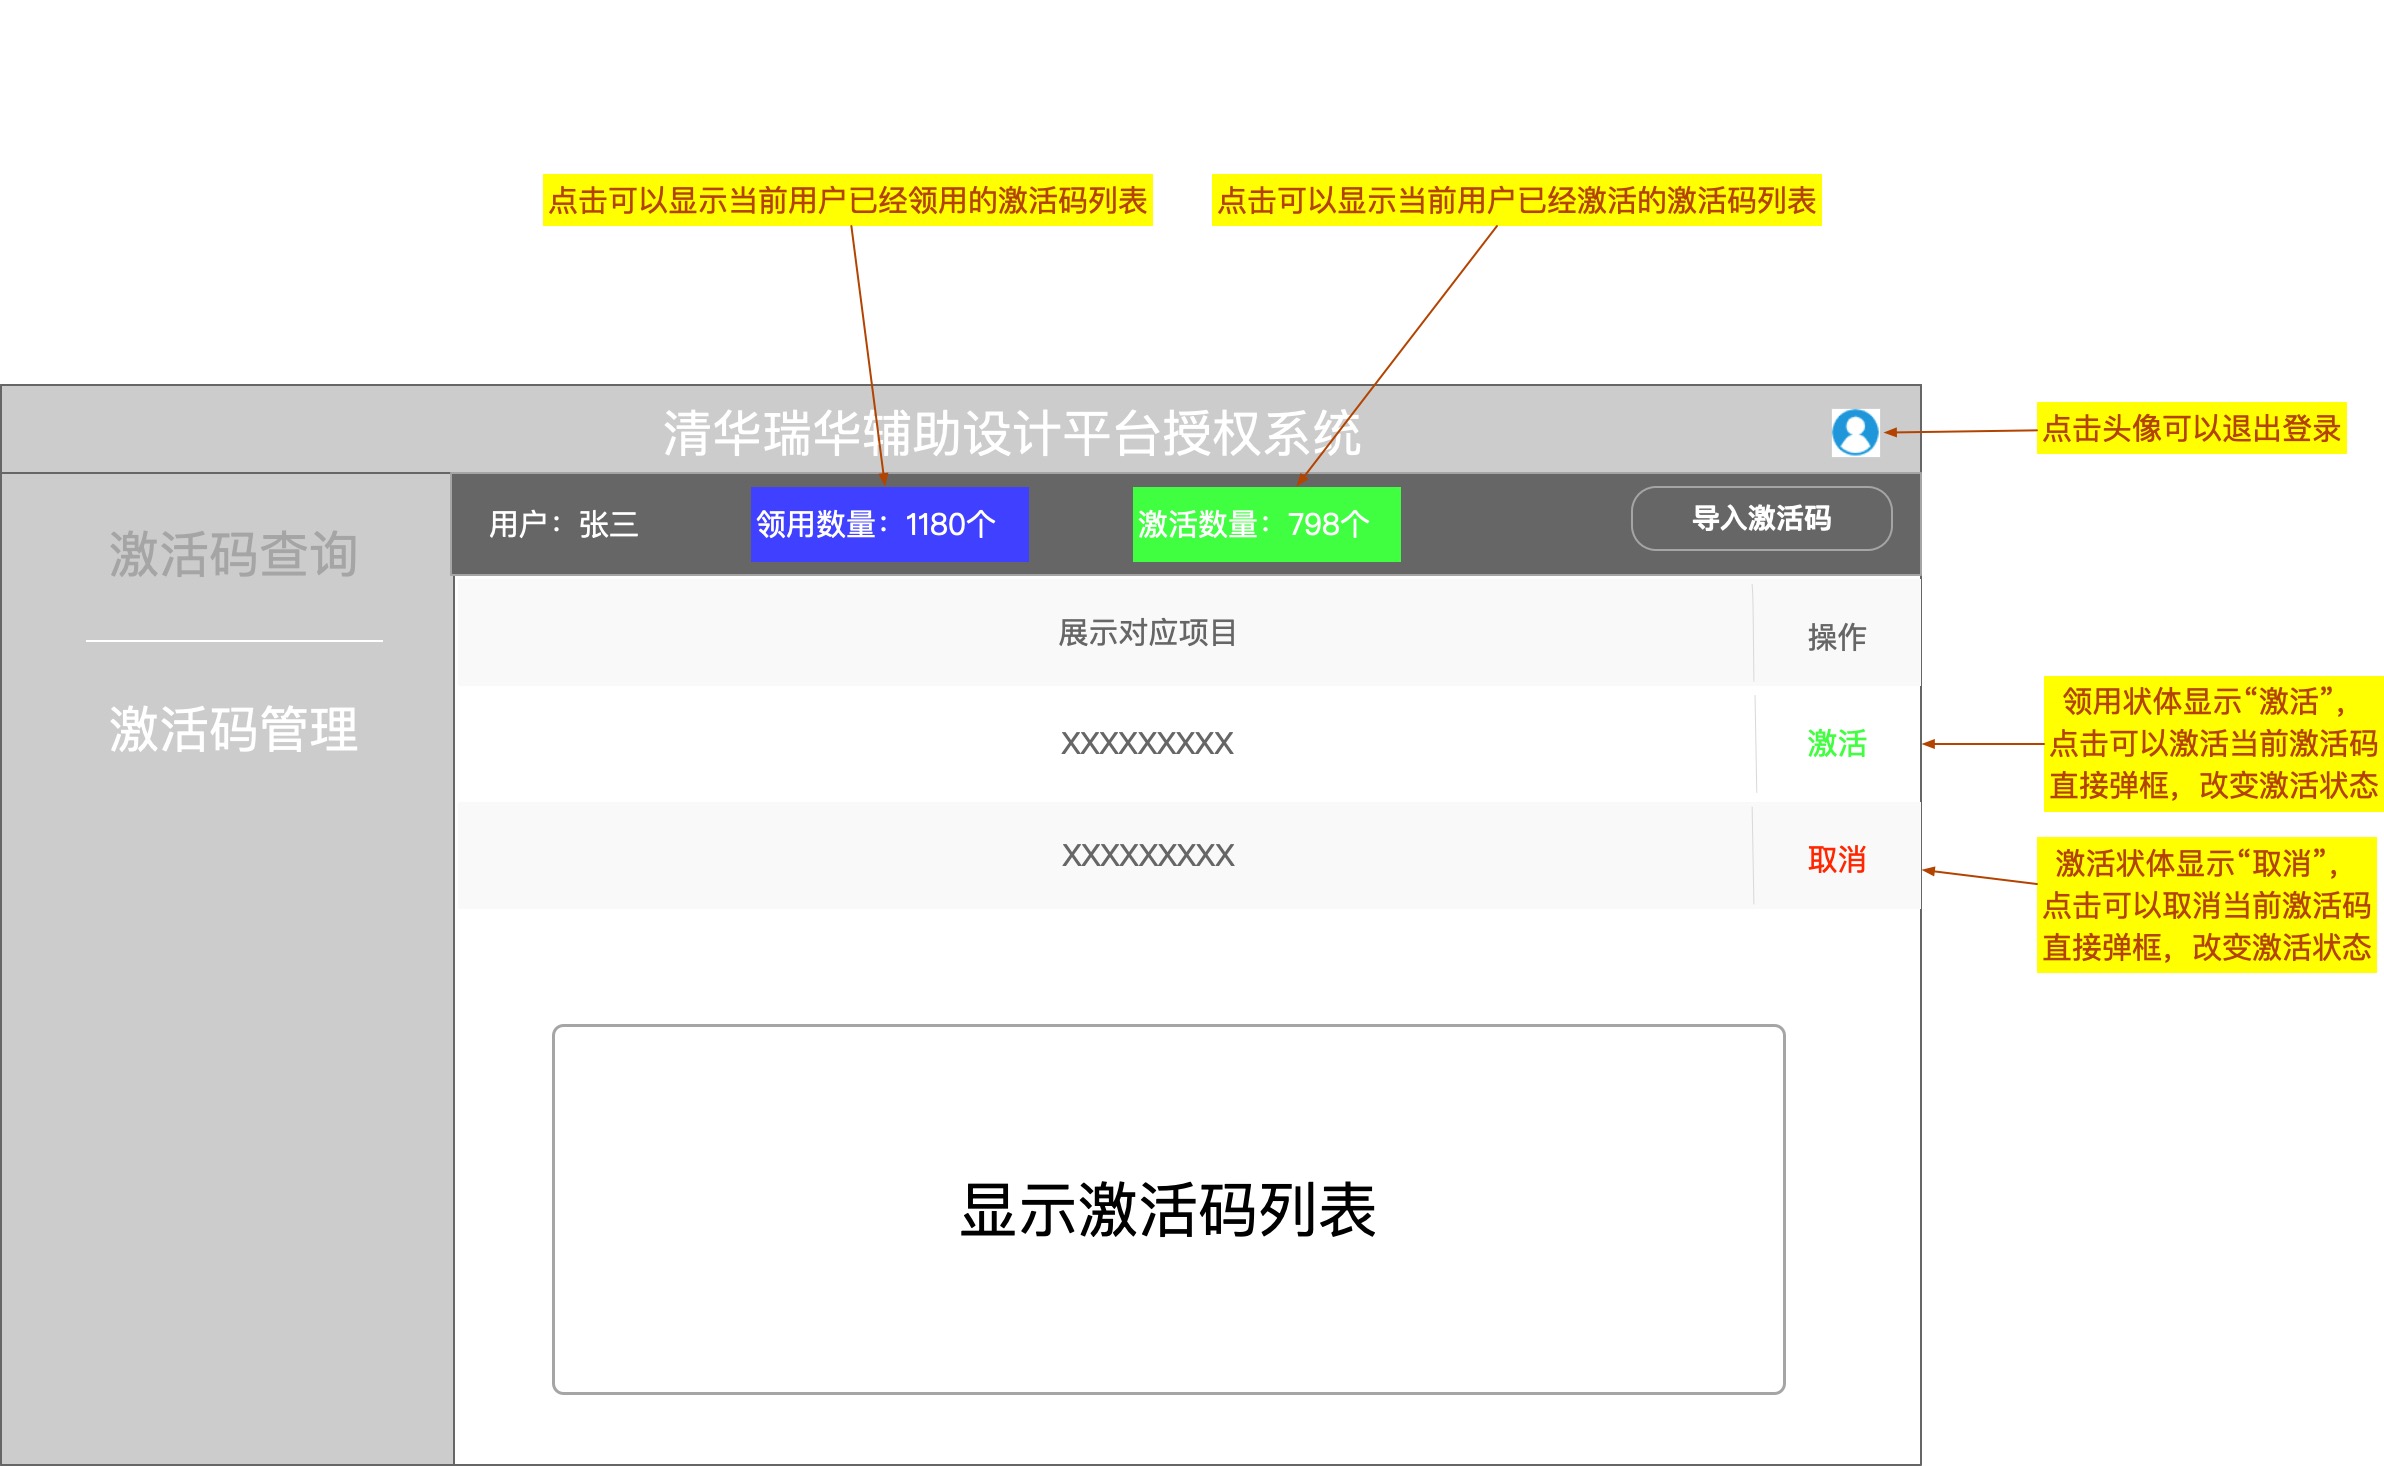 点击可以显示当前用户已经领用的激活码列表
点击可以显示当前用户已经激活的激活码列表
清华瑞华辅助设计平台授权系统
点击头像可以退出登录
激活码查询
激活码管理
用户：张三
领用数量：1180个
激活数量：798个
导入激活码
展示对应项目
操作
XXXXXXXXX
激活
领用状体显示“激活”，
点击可以激活当前激活码
直接弹框，改变激活状态
XXXXXXXXX
取消
激活状体显示“取消”，
点击可以取消当前激活码
直接弹框，改变激活状态
显示激活码列表